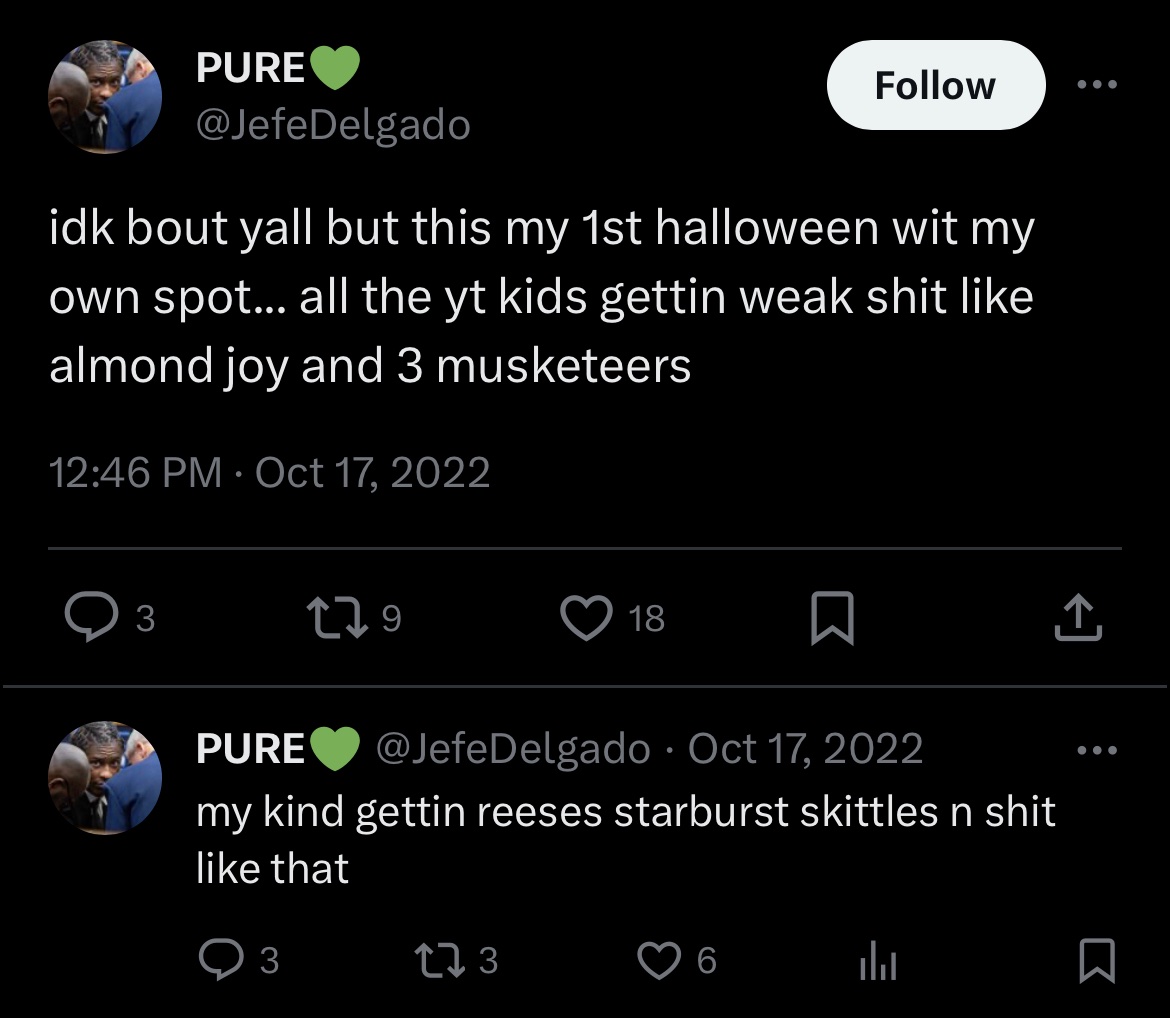 PURE💚
@JefeDelgado
Follow
idk bout yall but this my 1st halloween wit my
own spot... all the yt kids gettin weak shit like
almond joy and 3 musketeers
12:46 PM · Oct 17, 2022
3 9 18
PURE💚 @JefeDelgado · Oct 17, 2022
my kind gettin reeses starburst skittles n shit
like that
3 3 6